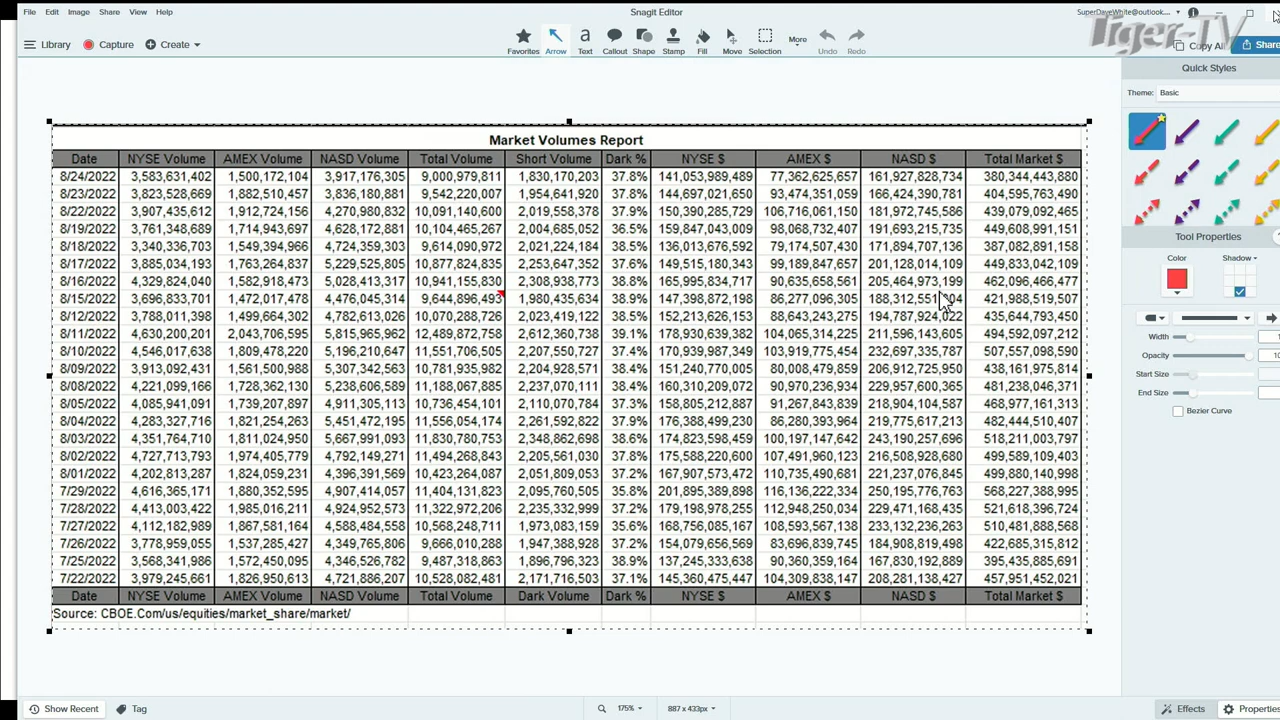 File Edit Image Share View Help Snagit Editor SuperDaveWhite@outlook....
Tiger-TV
Library Capture Create Favorites Arrow Text Callout Shape Stamp Fill Move Selection More Undo Redo Copy All Share
Quick Styles
Theme: Basic
Market Volumes Report
Date NYSE Volume AMEX Volume NASD Volume Total Volume Short Volume Dark % NYSE $ AMEX $ NASD $ Total Market $
8/24/2022 3,583,631,402 1,500,172,104 3,917,176,305 9,000,979,811 1,830,170,203 37.8% 141,053,989,489 77,362,625,657 161,927,828,734 380,344,443,880
8/23/2022 3,823,528,669 1,882,510,457 3,836,180,881 9,542,220,007 1,954,641,920 37.8% 144,697,021,650 93,474,351,059 166,424,390,781 404,595,763,490
8/22/2022 3,907,435,612 1,912,724,156 4,270,980,832 10,091,140,600 2,019,558,378 37.9% 150,390,285,729 106,716,061,150 181,972,745,586 439,079,092,465
8/19/2022 3,761,348,689 1,714,943,697 4,628,172,881 10,104,465,267 2,004,685,052 36.5% 159,847,043,009 98,068,732,407 191,693,215,735 449,608,991,151
8/18/2022 3,340,336,703 1,549,394,966 4,724,359,303 9,614,090,972 2,021,224,184 38.5% 136,013,676,592 79,174,507,430 171,894,707,136 387,082,891,158
8/17/2022 3,885,034,193 1,763,264,837 5,229,525,805 10,877,824,835 2,253,647,352 37.6% 149,515,180,343 99,189,847,659 201,128,014,109 449,833,042,109
8/16/2022 4,329,824,040 1,582,918,473 5,028,413,317 10,941,155,830 2,308,938,773 38.8% 165,995,834,717 90,635,658,561 205,464,973,199 462,096,466,477
8/15/2022 3,696,833,701 1,472,017,478 4,476,045,314 9,644,896,493 1,980,435,634 38.9% 147,398,872,198 86,277,096,305 421,988,519,507
8/12/2022 3,788,011,398 1,499,664,302 4,782,613,026 10,070,288,726 2,023,419,122 38.5% 152,213,626,153 88,643,243,275 194,787,924,022 435,644,793,450
8/11/2022 4,630,200,201 2,043,706,595 5,815,965,962 12,489,872,758 2,612,350,738 39.1% 178,930,639,982 104,065,314,225 211,596,143,605 494,592,097,212
8/10/2022 4,546,017,638 1,809,478,220 5,196,210,647 11,551,706,505 2,207,550,727 37.4% 170,939,987,349 103,919,775,454 232,697,335,787 507,557,098,590
8/09/2022 3,913,092,431 1,561,500,988 5,307,342,563 10,781,935,982 2,204,928,571 38.4% 151,240,770,005 80,008,479,859 206,912,725,950 438,161,975,814
8/08/2022 4,221,099,166 1,728,362,130 5,238,606,589 11,188,067,885 2,237,070,111 38.4% 160,310,209,072 90,970,236,934 229,957,600,365 481,238,046,371
8/05/2022 4,085,941,091 1,739,207,897 4,911,305,113 10,736,454,101 2,110,070,784 37.3% 158,805,212,887 91,267,843,839 218,904,104,587 468,977,161,313
8/04/2022 4,283,327,716 1,821,254,263 5,451,472,195 11,556,054,174 2,261,592,822 37.9% 176,388,499,230 86,280,393,964 219,775,617,213 482,444,510,407
8/03/2022 4,351,764,710 1,811,024,950 5,667,991,093 11,830,780,753 2,348,862,698 38.6% 174,823,598,459 100,197,147,642 243,190,257,696 518,211,003,797
8/02/2022 4,727,713,793 1,974,405,779 4,792,149,271 11,494,268,843 2,205,561,030 37.8% 175,588,220,600 107,491,960,123 216,508,928,680 499,589,109,403
8/01/2022 4,202,813,287 1,824,059,231 4,396,391,569 10,423,264,087 2,051,809,053 37.2% 167,907,573,472 110,735,490,681 221,237,076,845 499,880,140,998
7/29/2022 4,616,365,171 1,880,352,595 4,907,414,057 11,404,131,823 2,095,760,505 35.8% 201,895,389,898 116,136,222,334 250,195,776,763 568,227,388,995
7/28/2022 4,413,003,422 1,985,016,211 4,924,952,573 11,322,972,206 2,235,332,999 37.2% 179,198,978,255 112,948,250,034 229,471,168,435 521,618,396,724
7/27/2022 4,112,182,989 1,867,581,164 4,588,484,558 10,568,248,711 1,973,083,159 35.6% 168,756,085,167 108,593,567,138 233,132,236,263 510,481,888,568
7/26/2022 3,778,959,055 1,537,285,427 4,349,765,806 9,666,010,288 1,947,388,928 37.2% 154,079,656,569 83,696,839,745 184,908,819,498 422,685,315,812
7/25/2022 3,568,341,986 1,572,450,095 4,346,526,782 9,487,318,863 1,896,796,323 38.9% 137,245,333,638 90,360,359,164 167,830,192,889 395,435,885,691
7/22/2022 3,979,245,661 1,826,950,613 4,721,886,207 10,528,082,481 2,171,716,503 37.1% 145,360,475,447 104,309,838,147 208,281,138,427 457,951,452,021
Date NYSE Volume AMEX Volume NASD Volume Total Volume Dark Volume Dark % NYSE $ AMEX $ NASD $ Total Market $
Source: CBOE.Com/us/equities/market_share/market/
Tool Properties
Color Shadow
Width
Opacity
Start Size
End Size
Bezier Curve
Show Recent Tag 175% 887 x 433px Effects Properties